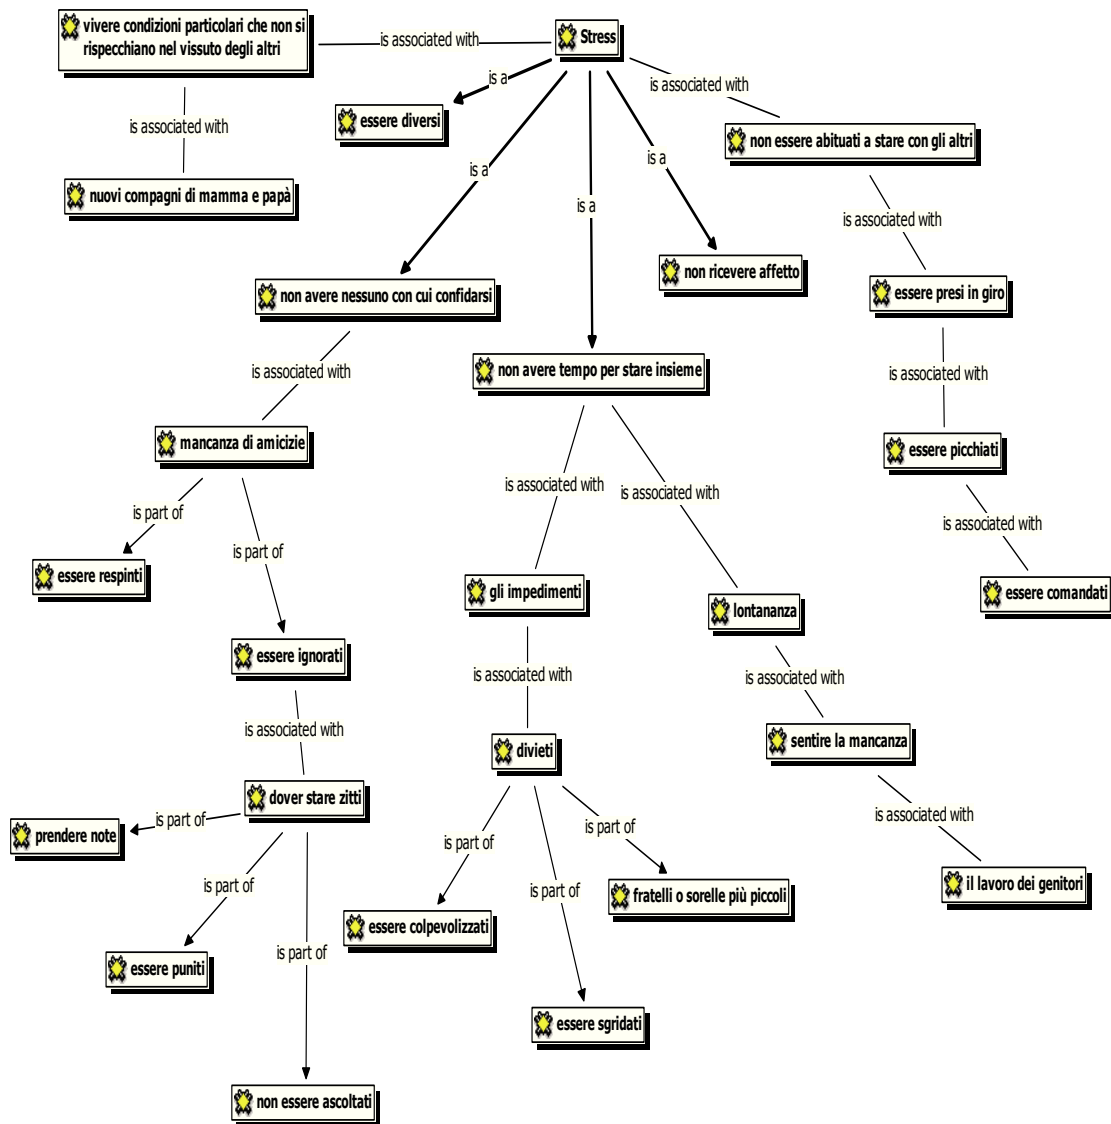 vivere condizioni particolari che non si
rispecchiano nel vissuto degli altri
is associated with
Stress
is a
is associated with
essere diversi
is associated with
non essere abituati a stare con gli altri
is a
is a
nuovi compagni di mamma e papà
is a
is associated with
non ricevere affetto
non avere nessuno con cui confidarsi
essere presi in giro
is associated with
non avere tempo per stare insieme
is associated with
mancanza di amicizie
essere picchiati
is associated with
is associated with
is part of
is associated with
is part of
essere respinti
gli impedimenti
essere comandati
lontananza
essere ignorati
is associated with
is associated with
is associated with
sentire la mancanza
divieti
dover stare zitti
is part of
is associated with
prendere note
is part of
is part of
is part of
is part of
il lavoro dei genitori
fratelli o sorelle più piccoli
essere colpevolizzati
is part of
essere puniti
essere sgridati
non essere ascoltati